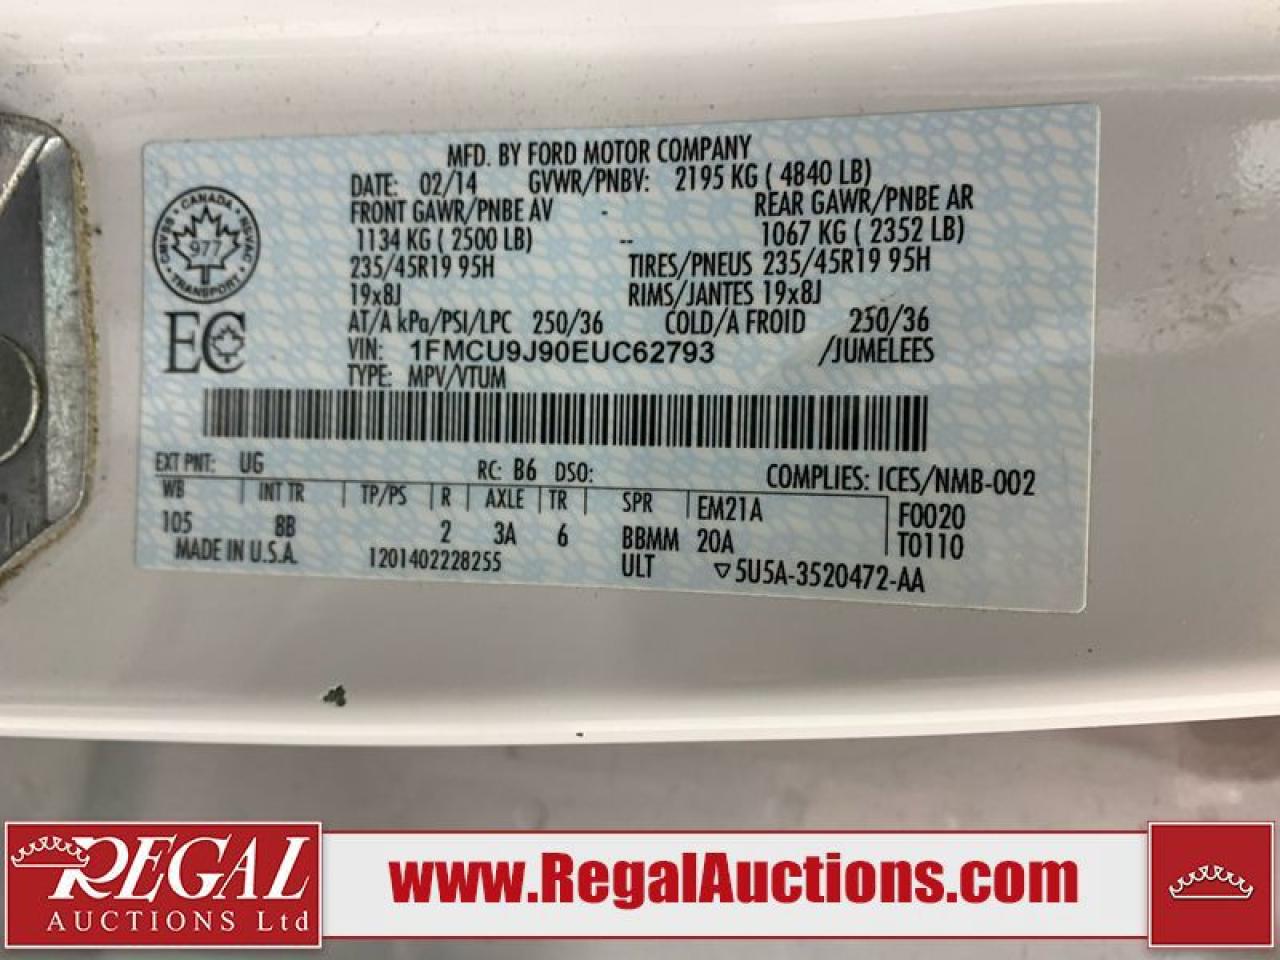 MFD. BY FORD MOTOR COMPANY
DATE: 02/14 GVWR/PNBV: 2195 KG ( 4840 LB)
FRONT GAWR/PNBE AV - REAR GAWR/PNBE AR
1134 KG ( 2500 LB) -- 1067 KG ( 2352 LB)
235/45R19 95H TIRES/PNEUS 235/45R19 95H
19x8J RIMS/JANTES 19x8J
AT/A kPa/PSI/LPC 250/36 COLD/A FROID 250/36
VIN: 1FMCU9J90EUC62793 /JUMELEES
TYPE: MPV/VTUM
CANADA
CMVSS NSVAC
977
TRANSPORT
EC
EXT PNT: UG RC: B6 DSO: COMPLIES: ICES/NMB-002
WB INT TR TP/PS R AXLE TR SPR EM21A F0020
105 8B 2 3A 6 BBMM 20A T0110
MADE IN U.S.A. 1201402228255 ULT ▽5U5A-3520472-AA
REGAL
AUCTIONS Ltd
www.RegalAuctions.com